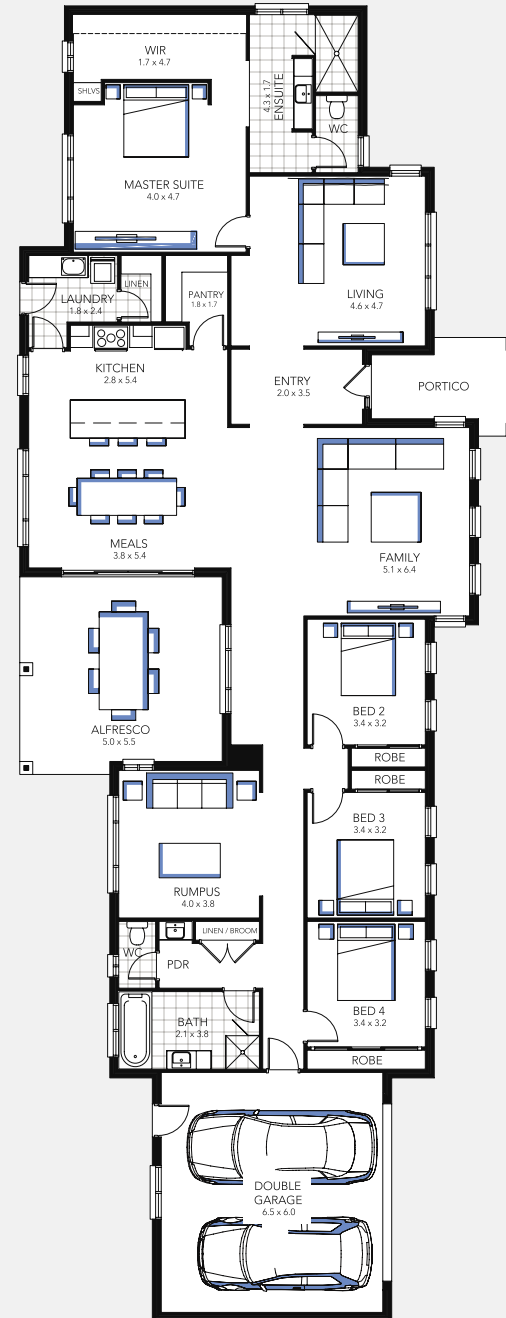 WIR
1.7 x 4.7
SHLVS
ENSUITE
4.3 x 1.7
WC
MASTER SUITE
4.0 x 4.7
LIVING
4.6 x 4.7
LINEN
LAUNDRY
1.8 x 2.4
PANTRY
1.8 x 1.7
KITCHEN
2.8 x 5.4
ENTRY
2.0 x 3.5
PORTICO
MEALS
3.8 x 5.4
FAMILY
5.1 x 6.4
ALFRESCO
5.0 x 5.5
BED 2
3.4 x 3.2
ROBE
ROBE
BED 3
3.4 x 3.2
RUMPUS
4.0 x 3.8
LINEN / BROOM
WC
PDR
BED 4
3.4 x 3.2
BATH
2.1 x 3.8
ROBE
DOUBLE
GARAGE
6.5 x 6.0